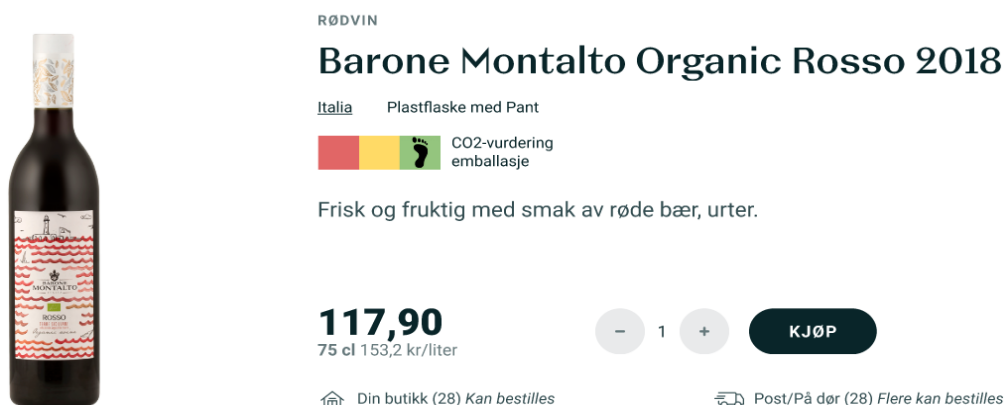 RØDVIN
Barone Montalto Organic Rosso 2018
Italia Plastflaske med Pant
CO2-vurdering
emballasje
Frisk og fruktig med smak av røde bær, urter.
BARONE
MONTALTO
ROSSO
117,90
75 cl 153,2 kr/liter
− 1 + KJØP
Din butikk (28) Kan bestilles
Post/På dør (28) Flere kan bestilles